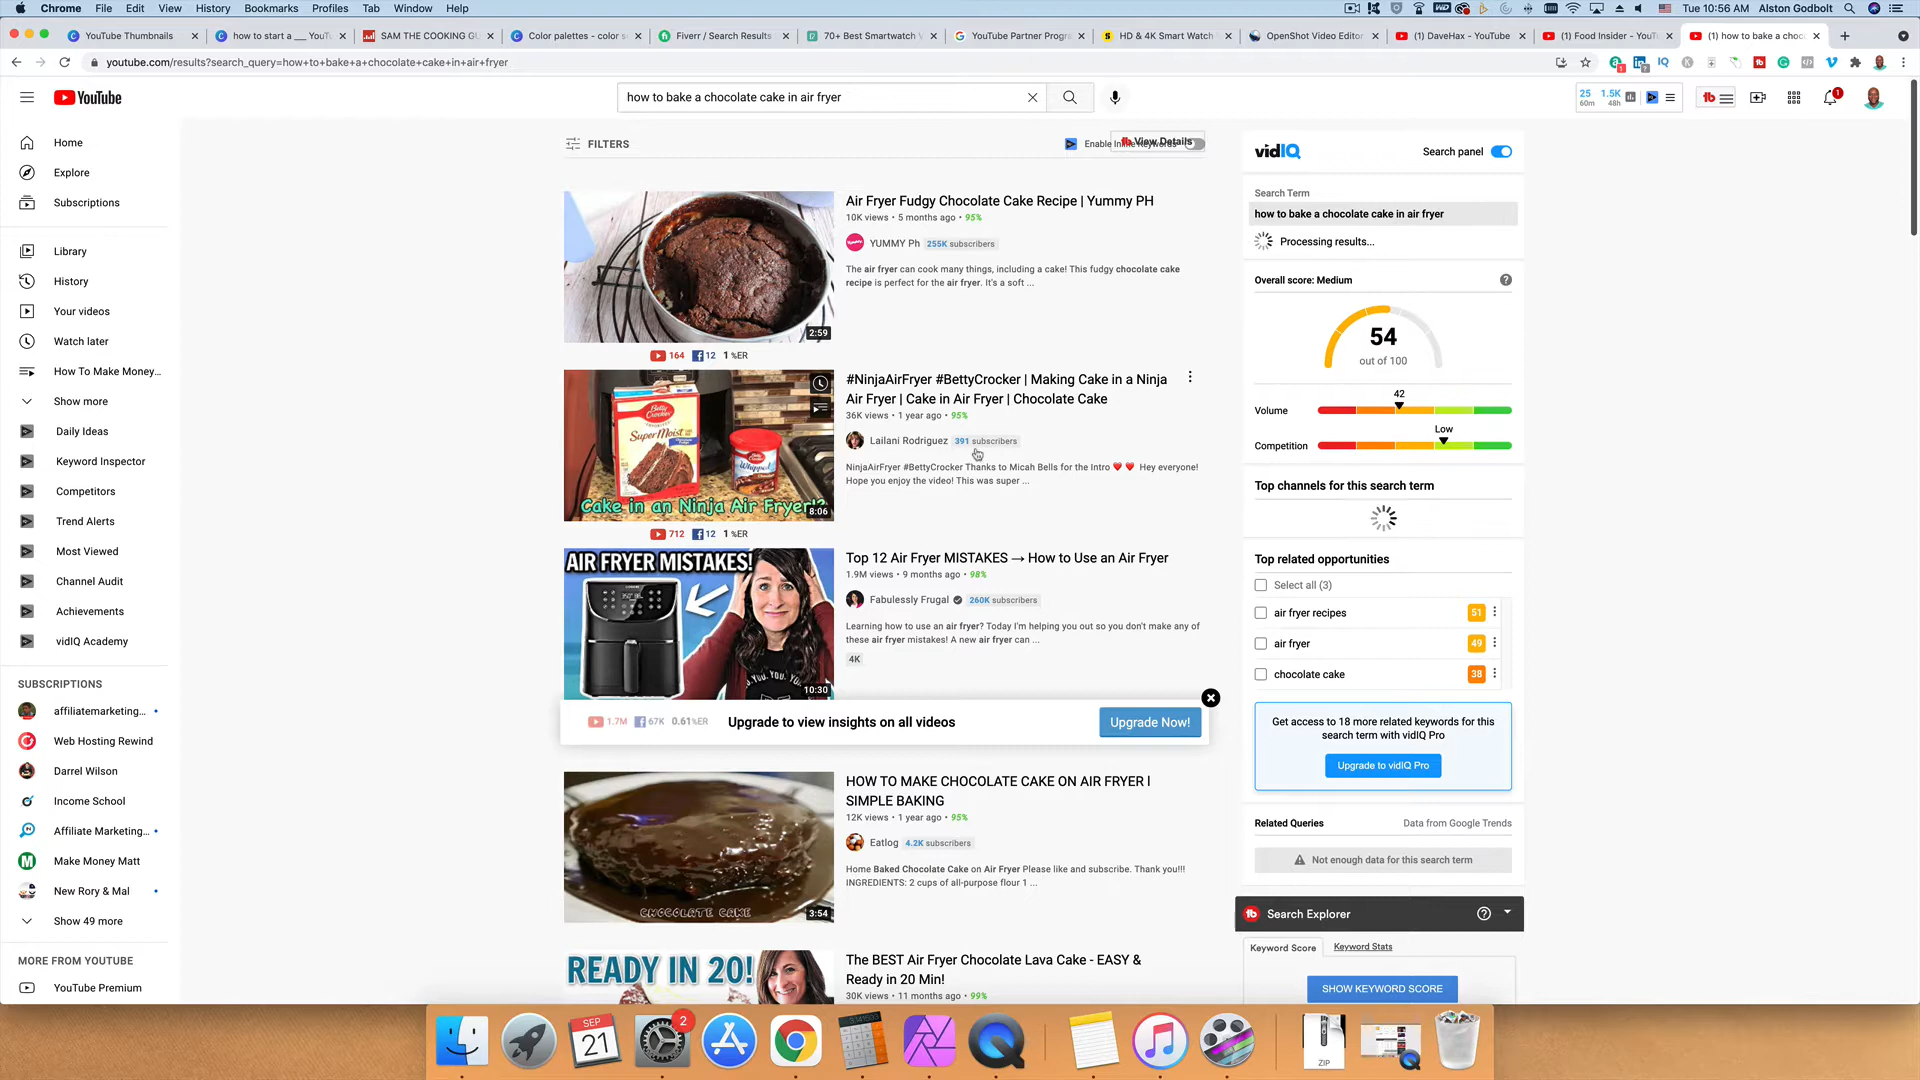 Chrome File Edit View History Bookmarks Profiles Tab Window Help
Tue 10:56 AM Alston Godbolt
YouTube Thumbnails
how to start a ___ YouTu
SAM THE COOKING GU
Color palettes - color s
Fiverr / Search Results
70+ Best Smartwatch V
YouTube Partner Progra
HD & 4K Smart Watch
OpenShot Video Editor
(1) DaveHax - YouTube
(1) Food Insider - YouTu
(1) how to bake a choc
youtube.com/results?search_query=how+to+bake+a+chocolate+cake+in+air+fryer
YouTube
how to bake a chocolate cake in air fryer
25 60m
1.5K 48h
1
Home
Explore
Subscriptions
Library
History
Your videos
Watch later
How To Make Money...
Show more
Daily Ideas
Keyword Inspector
Competitors
Trend Alerts
Most Viewed
Channel Audit
Achievements
vidIQ Academy
SUBSCRIPTIONS
affiliatemarketing...
Web Hosting Rewind
Darrel Wilson
Income School
Affiliate Marketing...
Make Money Matt
New Rory & Mal
Show 49 more
MORE FROM YOUTUBE
YouTube Premium
FILTERS
Enable Inline Keywords
View Details
2:59
Air Fryer Fudgy Chocolate Cake Recipe | Yummy PH
10K views • 5 months ago • 95%
YUMMY Ph 255K subscribers
The air fryer can cook many things, including a cake! This fudgy chocolate cake
recipe is perfect for the air fryer. It's a soft ...
164 12 1 %ER
Betty Crocker
Super Moist
Whipped
Cake in an Ninja Air Fryer!?
8:06
#NinjaAirFryer #BettyCrocker | Making Cake in a Ninja
Air Fryer | Cake in Air Fryer | Chocolate Cake
36K views • 1 year ago • 95%
Lailani Rodriguez 391 subscribers
NinjaAirFryer #BettyCrocker Thanks to Micah Bells for the Intro ❤️ ❤️ Hey everyone!
Hope you enjoy the video! This was super ...
712 12 1 %ER
AIR FRYER MISTAKES!
10:30
Top 12 Air Fryer MISTAKES → How to Use an Air Fryer
1.9M views • 9 months ago • 98%
Fabulessly Frugal 260K subscribers
Learning how to use an air fryer? Today I'm helping you out so you don't make any of
these air fryer mistakes! A new air fryer can ...
4K
1.7M 67K 0.61%ER
Upgrade to view insights on all videos
Upgrade Now!
CHOCOLATE CAKE
3:54
HOW TO MAKE CHOCOLATE CAKE ON AIR FRYER l
SIMPLE BAKING
12K views • 1 year ago • 95%
Eatlog 4.2K subscribers
Home Baked Chocolate Cake on Air Fryer Please like and subscribe. Thank you!!!
INGREDIENTS: 2 cups of all-purpose flour 1 ...
READY IN 20!
The BEST Air Fryer Chocolate Lava Cake - EASY &
Ready in 20 Min!
30K views • 11 months ago • 99%
vidIQ
Search panel
Search Term
how to bake a chocolate cake in air fryer
Processing results...
Overall score: Medium
54
out of 100
42
Volume
Low
Competition
Top channels for this search term
Top related opportunities
Select all (3)
air fryer recipes 51
air fryer 49
chocolate cake 38
Get access to 18 more related keywords for this
search term with vidIQ Pro
Upgrade to vidIQ Pro
Related Queries
Data from Google Trends
Not enough data for this search term
tb Search Explorer
Keyword Score
Keyword Stats
SHOW KEYWORD SCORE
SEP
21
2
ZIP